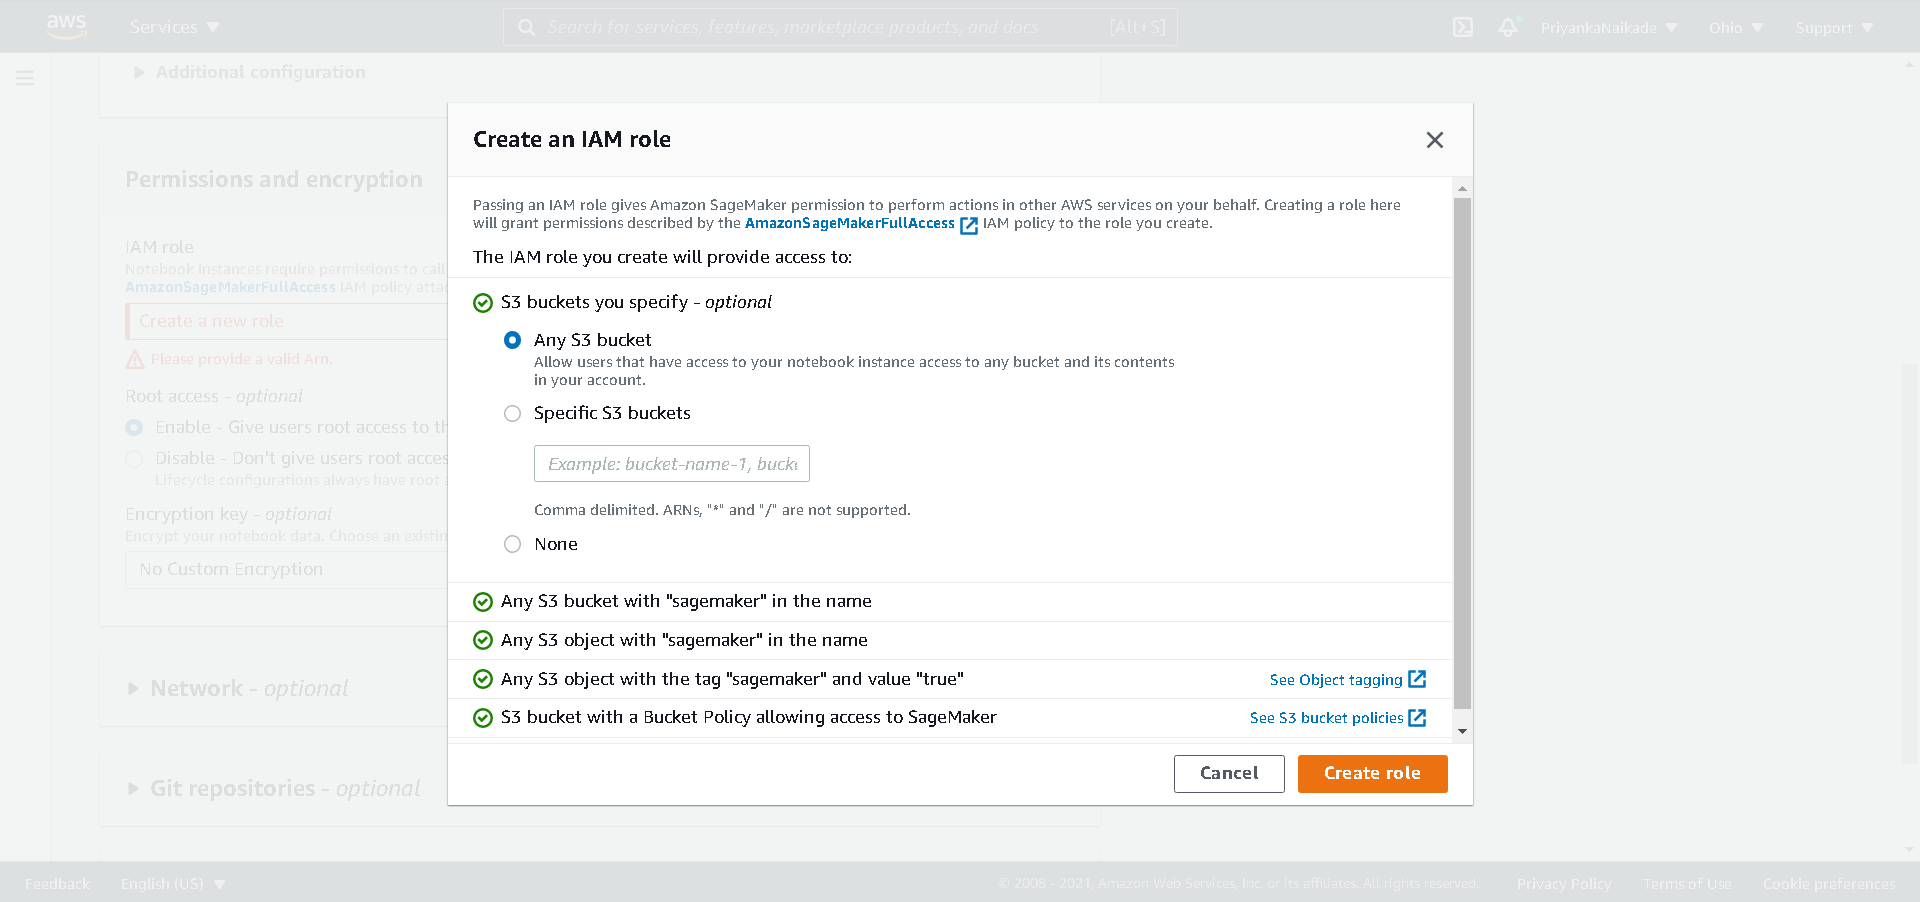 aws
Services
Search for services, features, marketplace products, and docs
[Alt+S]
PriyankaNaikade
Ohio
Support
Additional configuration
Create an IAM role
Permissions and encryption
Passing an IAM role gives Amazon SageMaker permission to perform actions in other AWS services on your behalf. Creating a role here
will grant permissions described by the AmazonSageMakerFullAccess IAM policy to the role you create.
The IAM role you create will provide access to:
IAM role
Notebook instances require permissions to call
AmazonSageMakerFullAccess IAM policy
Create a new role
Please provide a valid Arn.
Root access - optional
Enable - Give users root access to
Disable - Don't give users root
Lifecycle configurations always have root
Encryption key - optional
Encrypt your notebook data. Choose an
No Custom Encryption
S3 buckets you specify - optional
Any S3 bucket
Allow users that have access to your notebook instance access to any bucket and its contents
in your account.
Specific S3 buckets
Example: bucket-name-1,
Comma delimited. ARNs, "*" and "/" are not supported.
None
Any S3 bucket with "sagemaker" in the name
Any S3 object with "sagemaker" in the name
Any S3 object with the tag "sagemaker" and value "true"
See Object tagging
S3 bucket with a Bucket Policy allowing access to SageMaker
See S3 bucket policies
Cancel
Create role
Network - optional
Git repositories - optional
Feedback
English (US)
© 2008 - 2021, Amazon Web Services, Inc. or its affiliates. All rights reserved.
Privacy Policy
Terms of Use
Cookie preferences